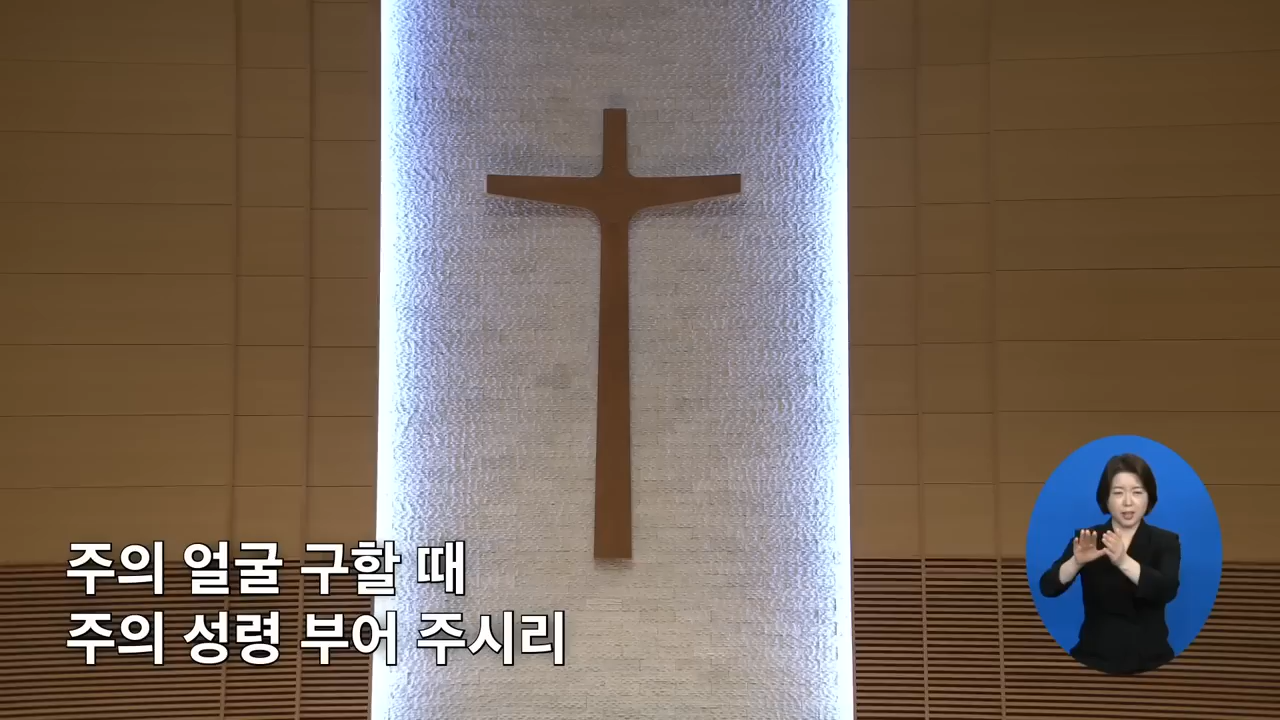 주의 얼굴 구할 때
주의 성령 부어 주시리